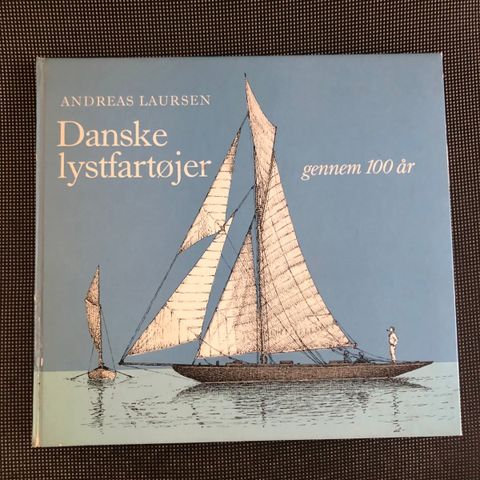 ANDREAS LAURSEN
Danske
lystfartøjer
gennem 100 år